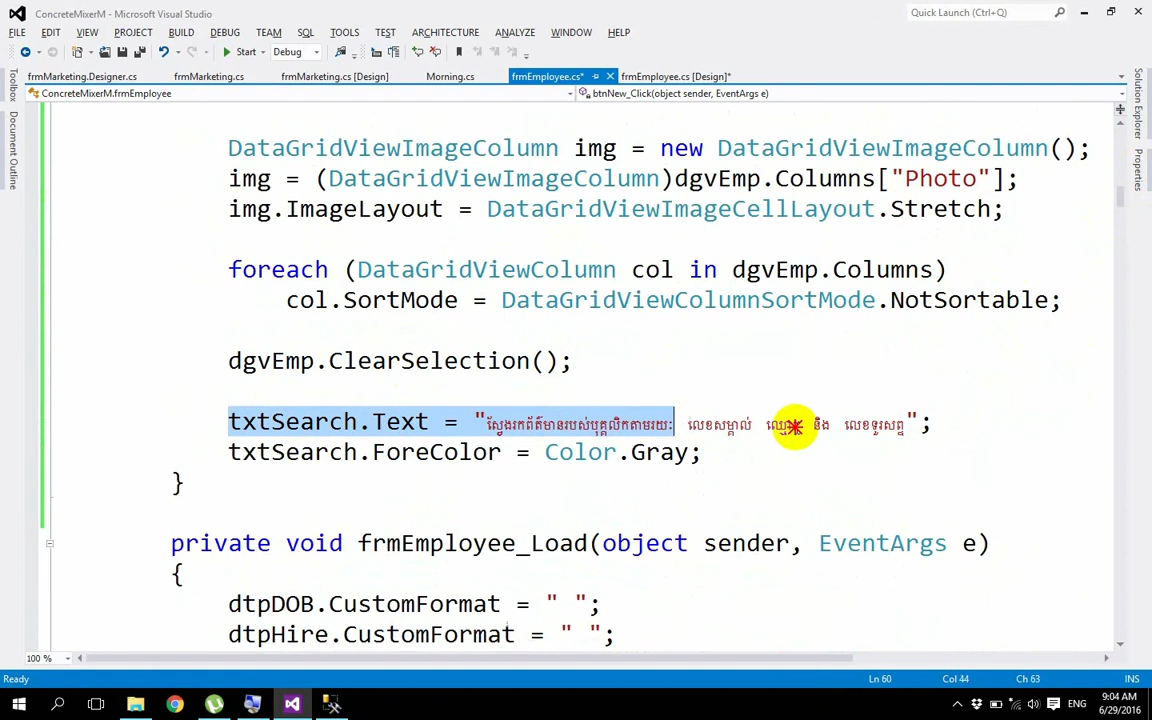 ConcreteMixerM - Microsoft Visual Studio
Quick Launch (Ctrl+Q)
FILE EDIT VIEW PROJECT BUILD DEBUG TEAM SQL TOOLS TEST ARCHITECTURE ANALYZE WINDOW HELP
Start Debug
frmMarketing.Designer.cs frmMarketing.cs frmMarketing.cs [Design] Morning.cs frmEmployee.cs* frmEmployee.cs [Design]*
ConcreteMixerM.frmEmployee btnNew_Click(object sender, EventArgs e)
Toolbox
Document Outline
Solution Explorer
Properties
DataGridViewImageColumn img = new DataGridViewImageColumn();
img = (DataGridViewImageColumn)dgvEmp.Columns["Photo"];
img.ImageLayout = DataGridViewImageCellLayout.Stretch;
foreach (DataGridViewColumn col in dgvEmp.Columns)
col.SortMode = DataGridViewColumnSortMode.NotSortable;
dgvEmp.ClearSelection();
txtSearch.Text = "ស្វែងរកព័ត៍មានរបស់បុគ្គលិកតាមរយៈ លេខសម្គាល់ ឈ្មោះ និង លេខទូរសព្ទ";
txtSearch.ForeColor = Color.Gray;
}
private void frmEmployee_Load(object sender, EventArgs e)
{
dtpDOB.CustomFormat = " ";
dtpHire.CustomFormat = " ";
100 %
Ready Ln 60 Col 44 Ch 63 INS
ENG 9:04 AM
6/29/2016